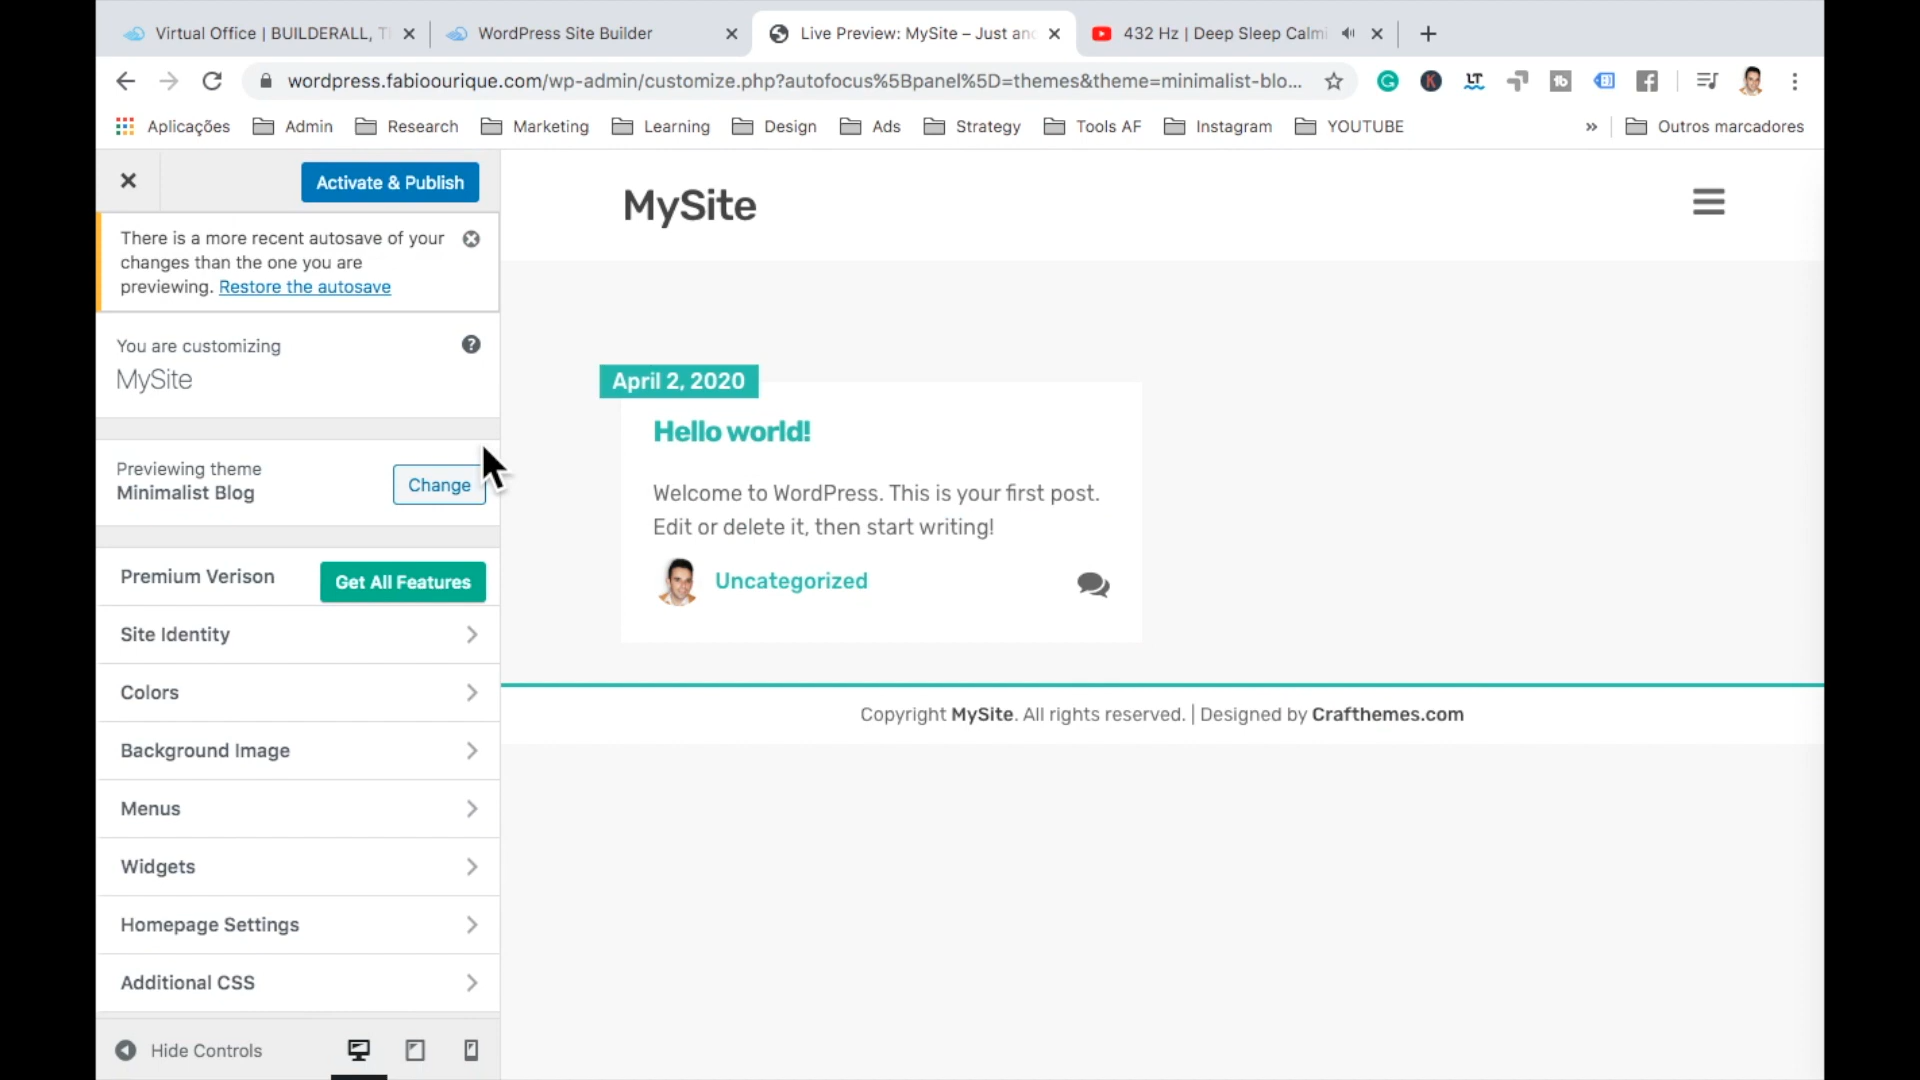 Virtual Office | BUILDERALL, T
WordPress Site Builder
Live Preview: MySite – Just an
432 Hz | Deep Sleep Calmi
wordpress.fabioourique.com/wp-admin/customize.php?autofocus%5Bpanel%5D=themes&theme=minimalist-blo...
Aplicações
Admin
Research
Marketing
Learning
Design
Ads
Strategy
Tools AF
Instagram
YOUTUBE
»
Outros marcadores
Activate & Publish
There is a more recent autosave of your
changes than the one you are
previewing. Restore the autosave
You are customizing
MySite
Previewing theme
Minimalist Blog
Change
Premium Verison
Get All Features
Site Identity
Colors
Background Image
Menus
Widgets
Homepage Settings
Additional CSS
Hide Controls
MySite
April 2, 2020
Hello world!
Welcome to WordPress. This is your first post.
Edit or delete it, then start writing!
Uncategorized
Copyright MySite. All rights reserved. | Designed by Crafthemes.com